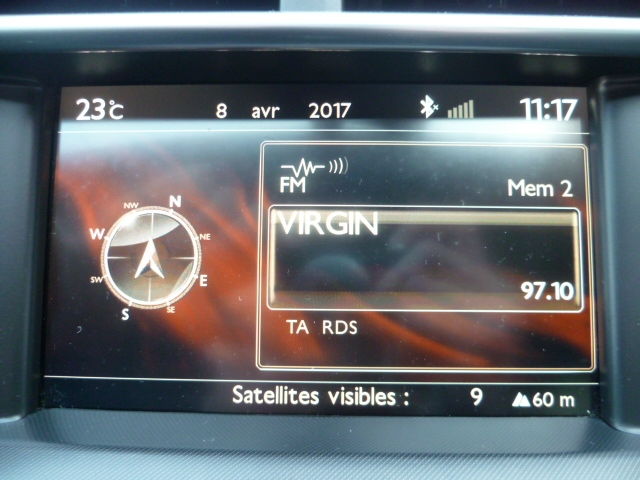 23°C 8 avr 2017 11:17
FM Mem 2
VIRGIN
97.10
TA RDS
N
NW NE
W
SW E
S SE
Satellites visibles : 9 60 m